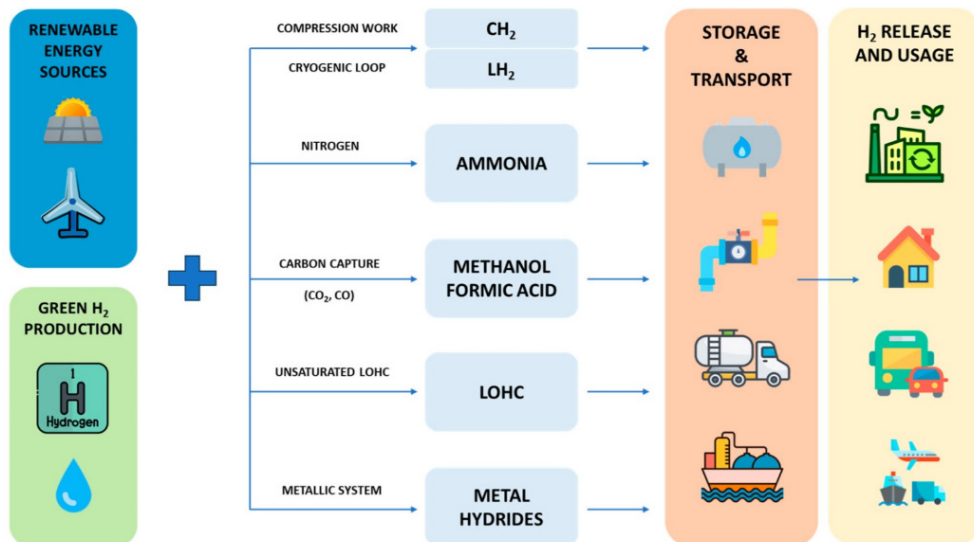 RENEWABLE
ENERGY
SOURCES
GREEN H₂
PRODUCTION
1
H
Hydrogen
COMPRESSION WORK
CRYOGENIC LOOP
NITROGEN
CARBON CAPTURE
(CO₂, CO)
UNSATURATED LOHC
METALLIC SYSTEM
CH₂
LH₂
AMMONIA
METHANOL
FORMIC ACID
LOHC
METAL
HYDRIDES
STORAGE
&
TRANSPORT
H₂ RELEASE
AND USAGE